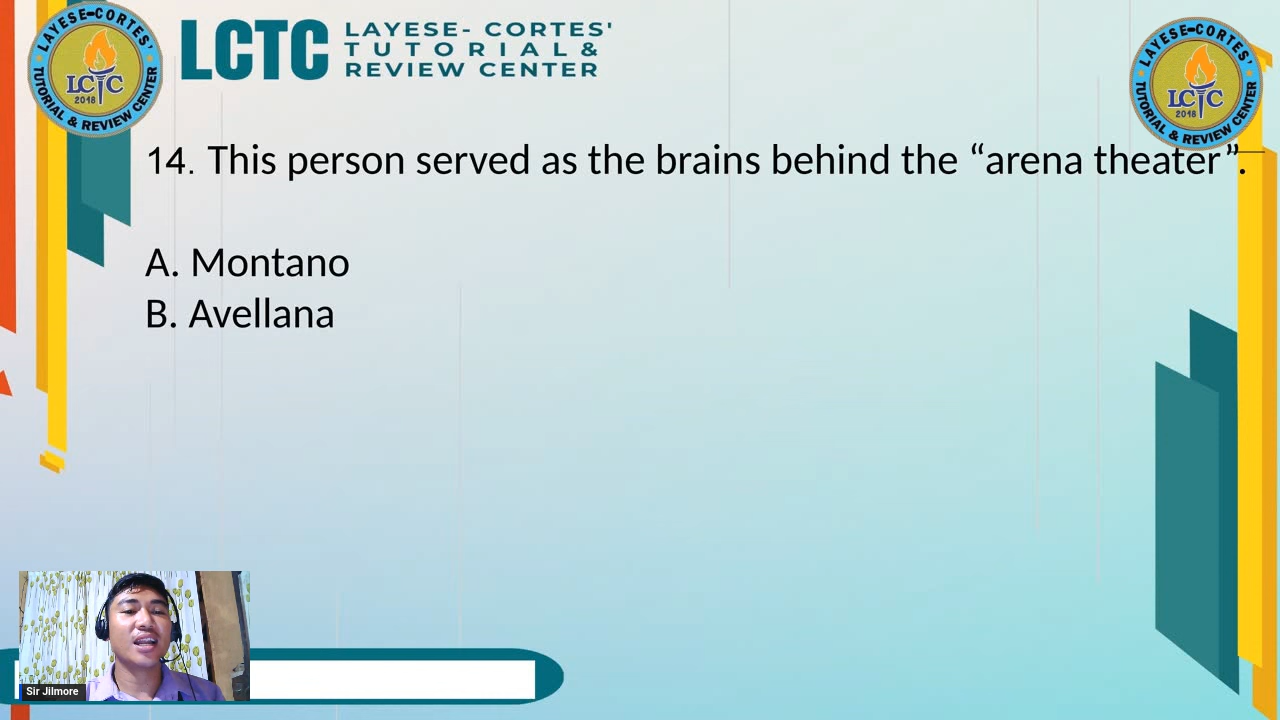 LAYESE-CORTES'
LCTC
2018
TUTORIAL & REVIEW CENTER
LCTC
LAYESE- CORTES'
TUTORIAL &
REVIEW CENTER
LAYESE-CORTES'
LCTC
2018
TUTORIAL & REVIEW CENTER
14. This person served as the brains behind the “arena theater”.
A. Montano
B. Avellana
Sir Jilmore